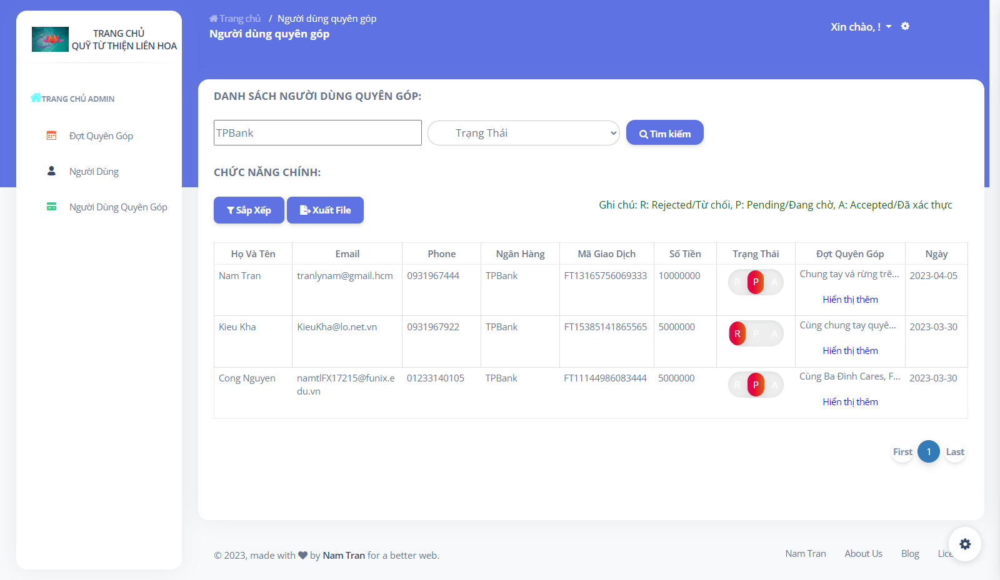 TRANG CHỦ
QUỸ TỪ THIỆN LIÊN HOA
TRANG CHỦ ADMIN
Đợt Quyên Góp
Người Dùng
Người Dùng Quyên Góp
Trang chủ / Người dùng quyên góp
Người dùng quyên góp
Xin chào, !
DANH SÁCH NGƯỜI DÙNG QUYÊN GÓP:
TPBank
Trạng Thái
Tìm kiếm
CHỨC NĂNG CHÍNH:
Sắp Xếp
Xuất File
Ghi chú: R: Rejected/Từ chối, P: Pending/Đang chờ, A: Accepted/Đã xác thực
Họ Và Tên Email Phone Ngân Hàng Mã Giao Dịch Số Tiền Trạng Thái Đợt Quyên Góp Ngày
Nam Tran tranlynam@gmail.hcm 0931967444 TPBank FT13165756069333 10000000 R P A Chung tay vá rừng trê... 2023-04-05
Hiển thị thêm
Kieu Kha KieuKha@lo.net.vn 0931967922 TPBank FT15385141865565 5000000 R P A Cùng chung tay quyê... 2023-03-30
Hiển thị thêm
Cong Nguyen namtlFX17215@funix.e 01233140105 TPBank FT11144986083444 5000000 R P A Cùng Ba Đình Cares, F... 2023-03-30
du.vn
Hiển thị thêm
First 1 Last
© 2023, made with by Nam Tran for a better web.
Nam Tran About Us Blog Lice